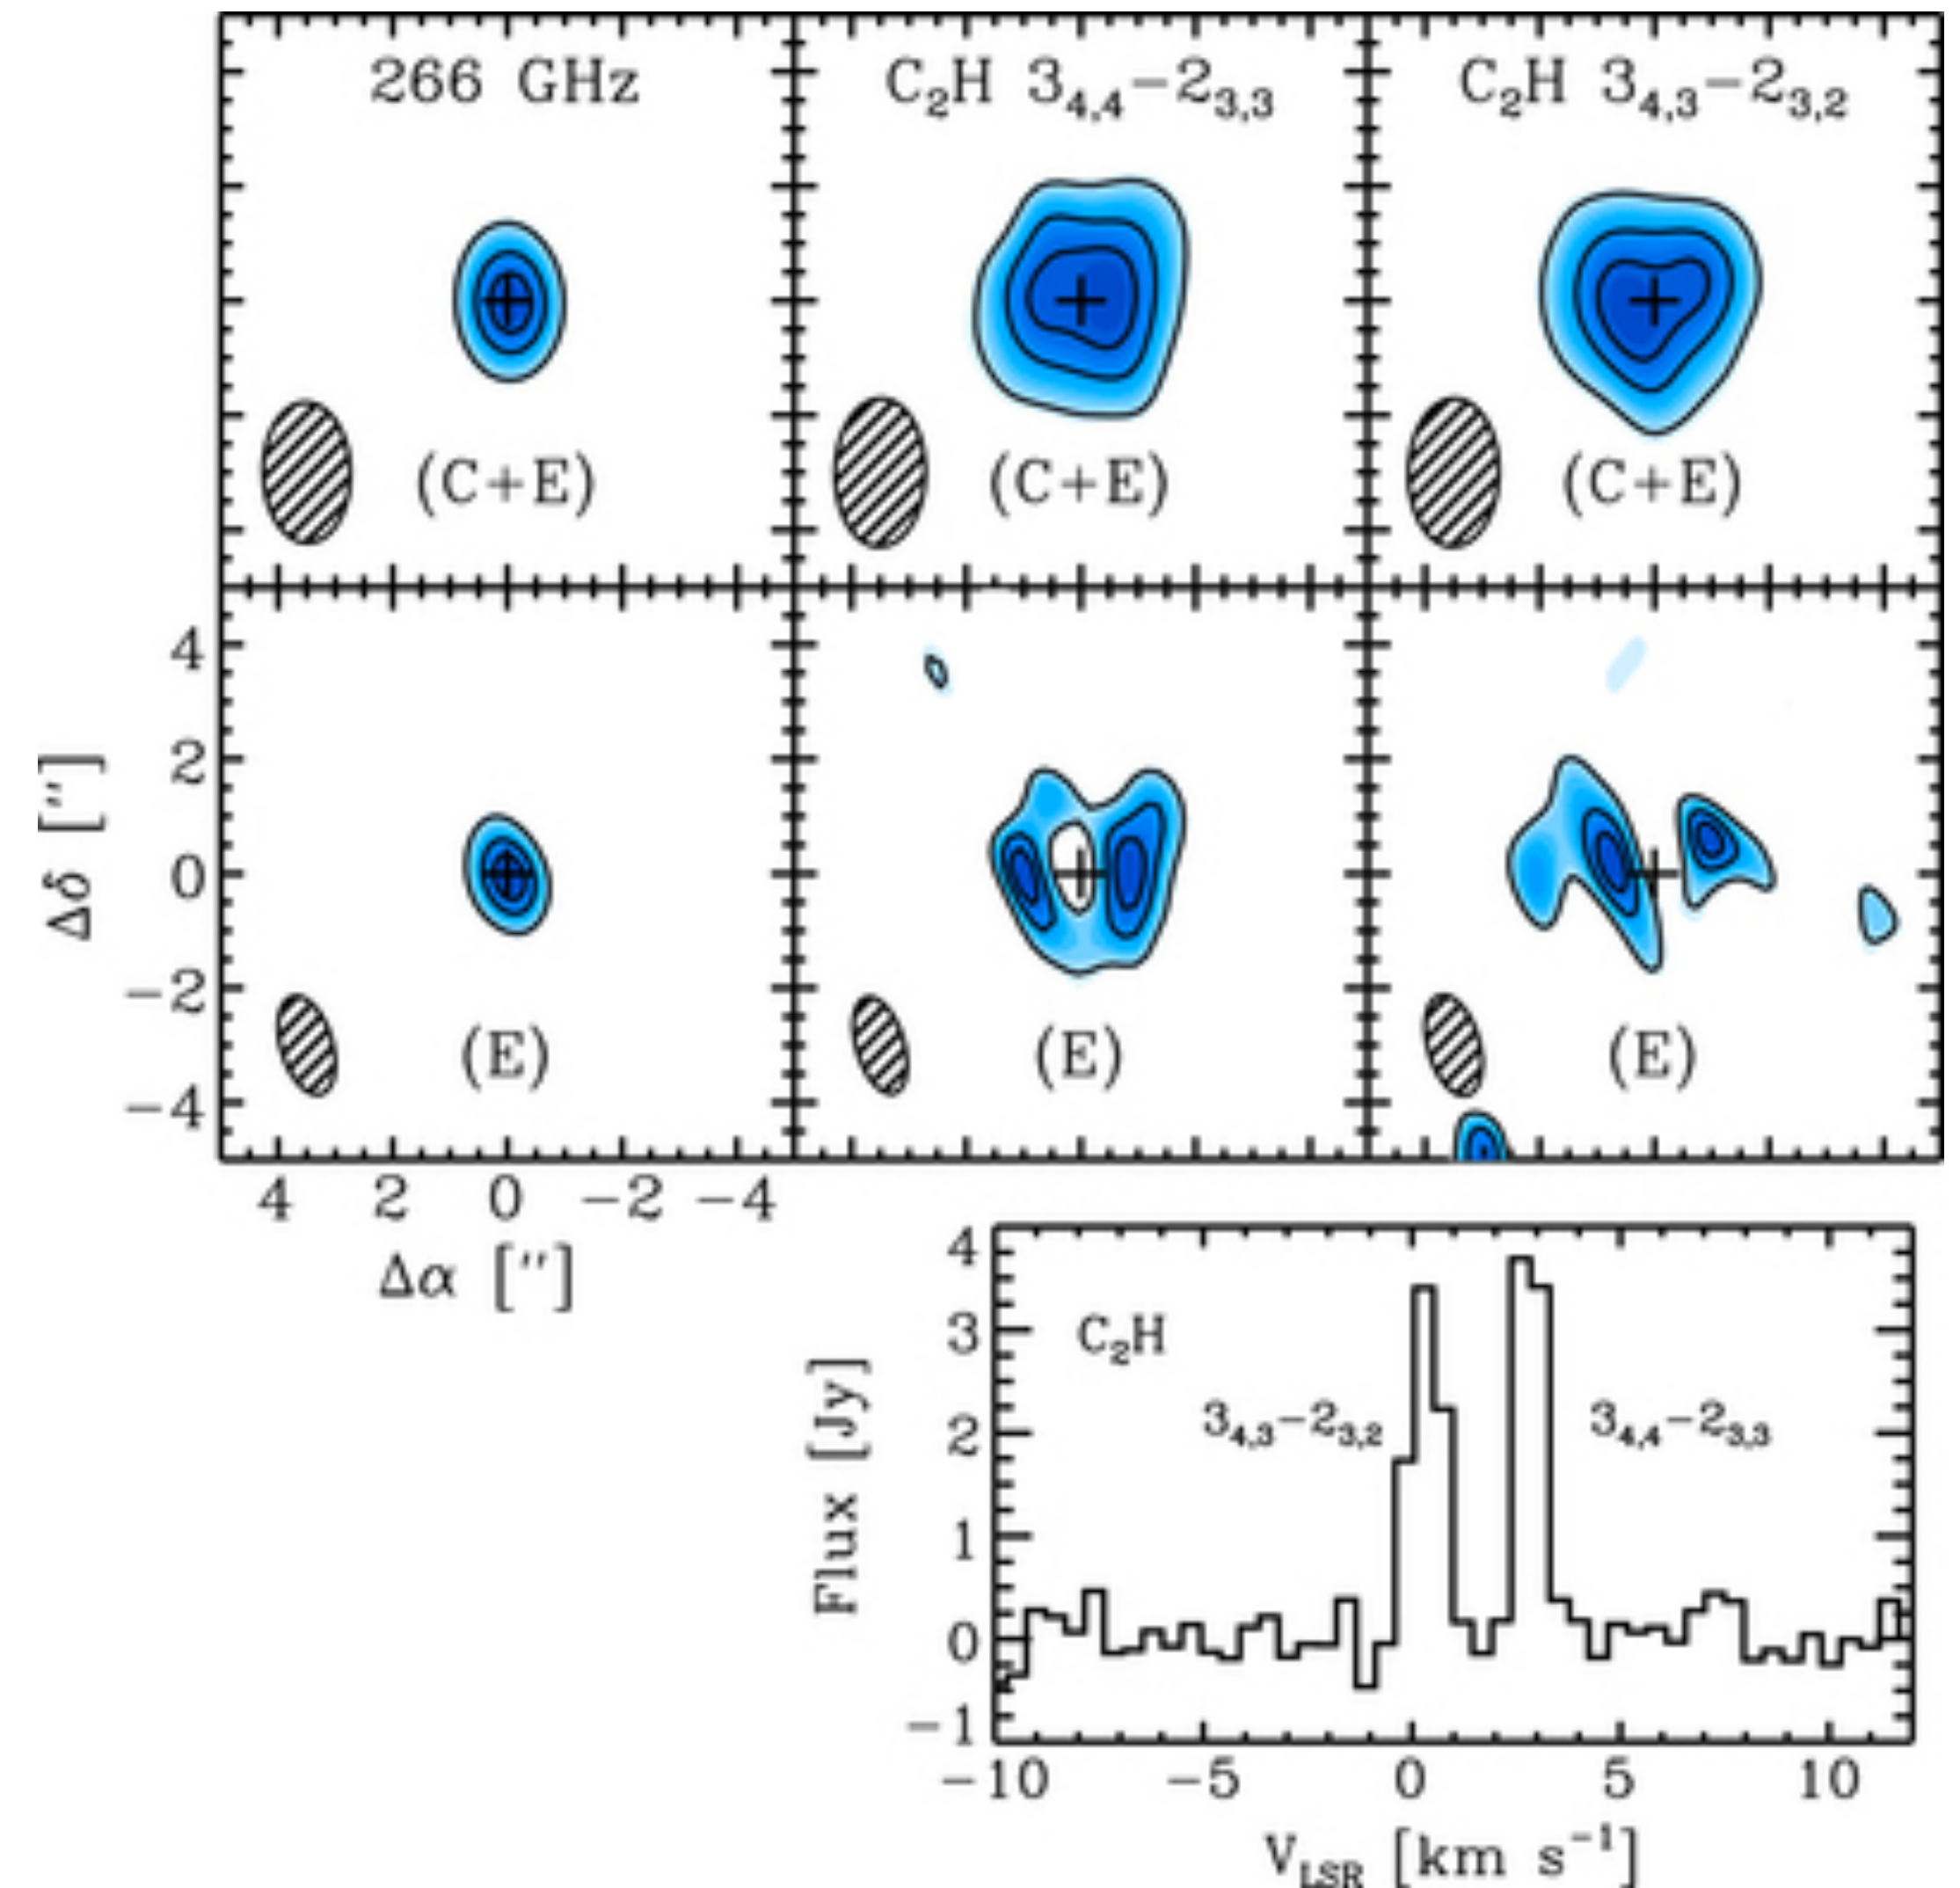 266 GHz
C₂H 3₄,₄−2₃,₃
C₂H 3₄,₃−2₃,₂
(C+E)
(C+E)
(C+E)
4
2
0
−2
−4
Δδ [″]
(E)
(E)
(E)
4 2 0 −2 −4
Δα [″]
4
3
2
1
0
−1
Flux [Jy]
C₂H
3₄,₃−2₃,₂
3₄,₄−2₃,₃
−10 −5 0 5 10
V_LSR [km s⁻¹]